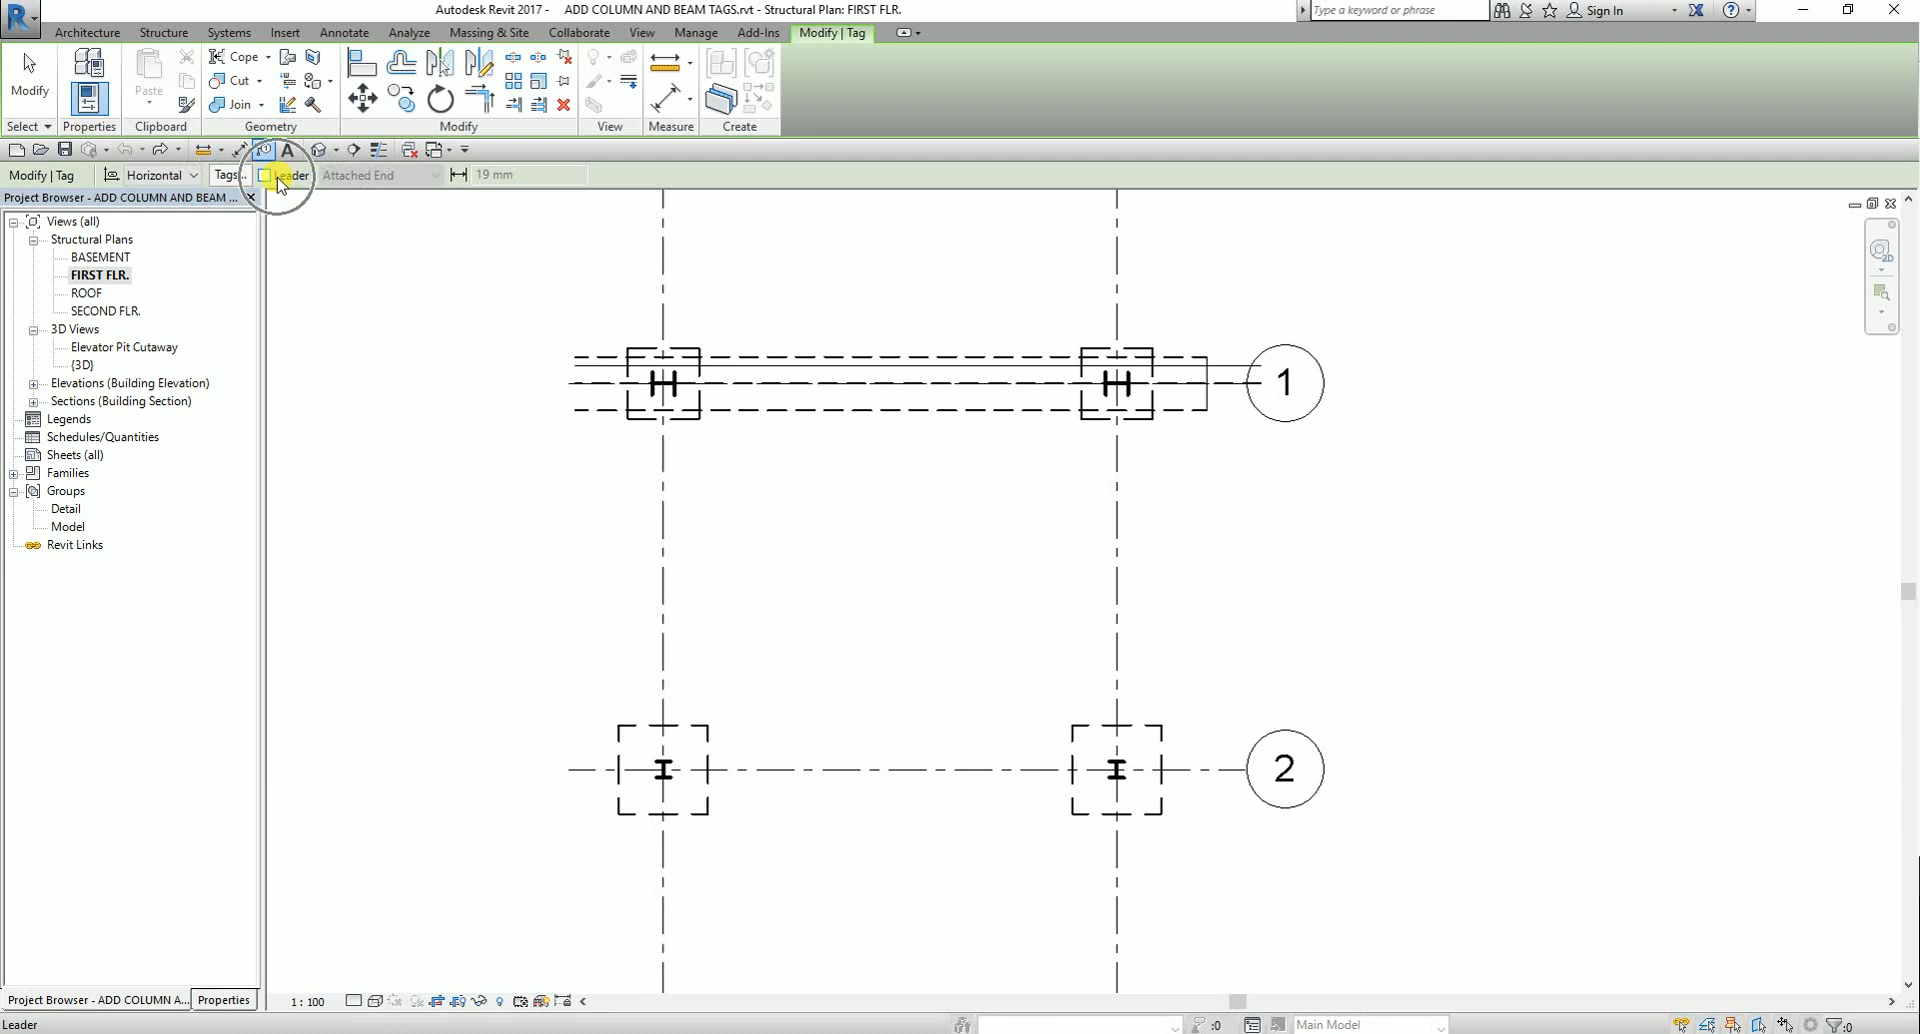 Autodesk Revit 2017 - ADD COLUMN AND BEAM TAGS.rvt - Structural Plan: FIRST FLR.
Type a keyword or phrase
Sign In
Architecture Structure Systems Insert Annotate Analyze Massing & Site Collaborate View Manage Add-Ins Modify | Tag
Modify
Paste
Cope
Cut
Join
Select Properties Clipboard Geometry Modify View Measure Create
Modify | Tag Horizontal Tags... Leader Attached End 19 mm
Project Browser - ADD COLUMN AND BEAM ...
Views (all)
Structural Plans
BASEMENT
FIRST FLR.
ROOF
SECOND FLR.
3D Views
Elevator Pit Cutaway
{3D}
Elevations (Building Elevation)
Sections (Building Section)
Legends
Schedules/Quantities
Sheets (all)
Families
Groups
Detail
Model
Revit Links
2D
1
2
Project Browser - ADD COLUMN A... Properties
1 : 100
Leader
:0
Main Model
:0